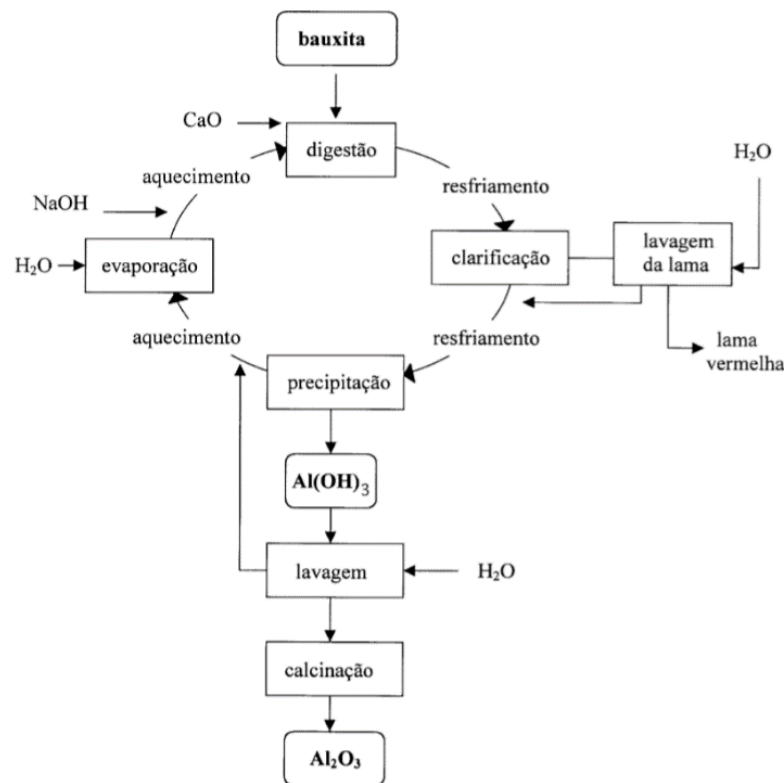 bauxita
CaO
digestão
H₂O
aquecimento
resfriamento
NaOH
H₂O
evaporação
clarificação
lavagem
da lama
aquecimento
resfriamento
lama
vermelha
precipitação
Al(OH)₃
lavagem
H₂O
calcinação
Al₂O₃